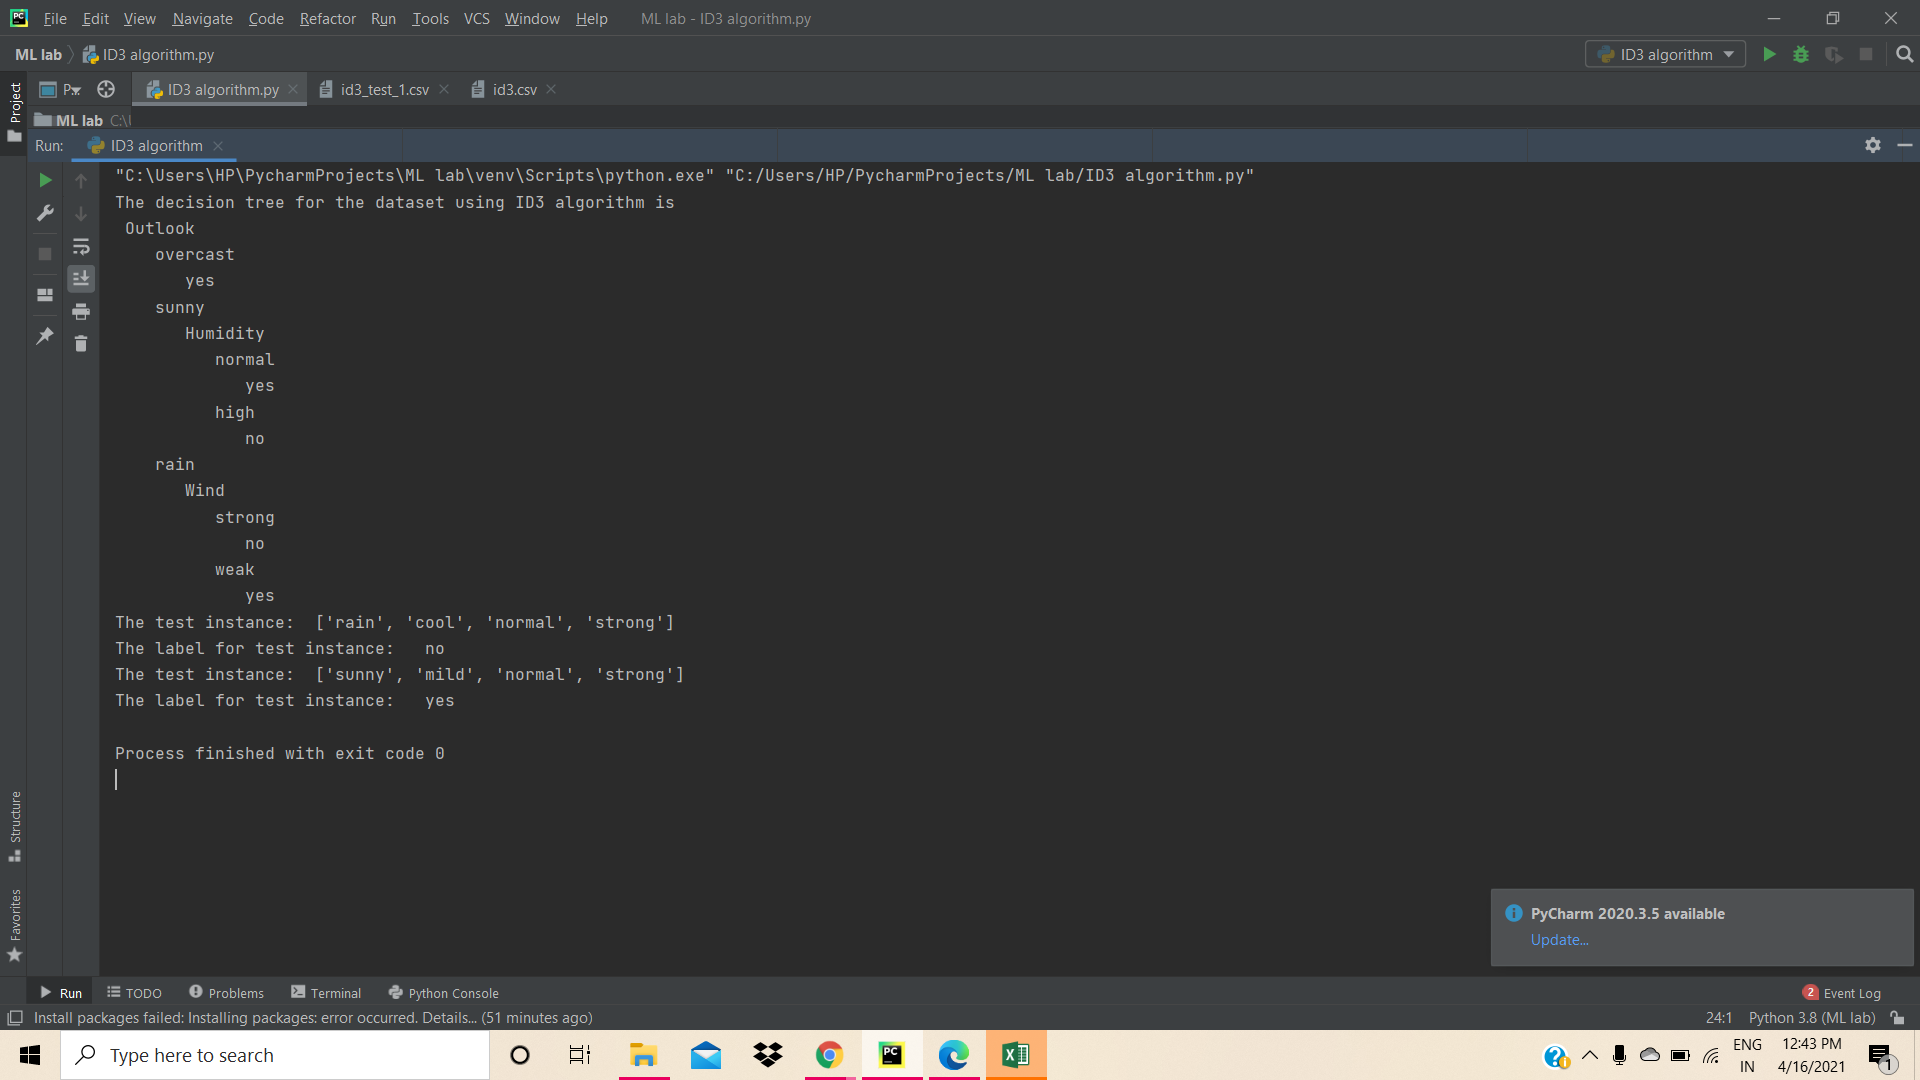 File Edit View Navigate Code Refactor Run Tools VCS Window Help ML lab - ID3 algorithm.py
ML lab ID3 algorithm.py ID3 algorithm
P... ID3 algorithm.py id3_test_1.csv id3.csv
Project
ML lab C:\
Run: ID3 algorithm
"C:\Users\HP\PycharmProjects\ML lab\venv\Scripts\python.exe" "C:/Users/HP/PycharmProjects/ML lab/ID3 algorithm.py"
The decision tree for the dataset using ID3 algorithm is
Outlook
overcast
yes
sunny
Humidity
normal
yes
high
no
rain
Wind
strong
no
weak
yes
The test instance:  ['rain', 'cool', 'normal', 'strong']
The label for test instance:   no
The test instance:  ['sunny', 'mild', 'normal', 'strong']
The label for test instance:   yes
Process finished with exit code 0
Structure
Favorites
PyCharm 2020.3.5 available
Update...
Run TODO Problems Terminal Python Console 2 Event Log
Install packages failed: Installing packages: error occurred. Details... (51 minutes ago) 24:1 Python 3.8 (ML lab)
Type here to search
ENG 12:43 PM
IN 4/16/2021 1